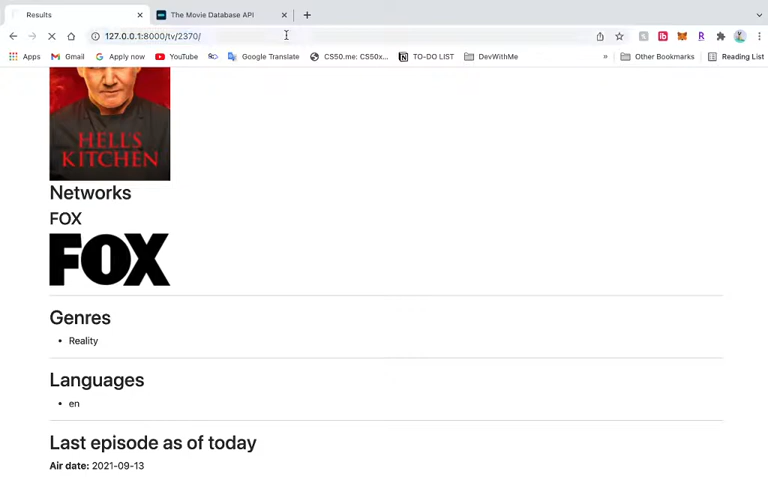 Results
The Movie Database API
127.0.0.1:8000/tv/2370/
Apps Gmail Apply now YouTube Google Translate CS50.me: CS50x... TO-DO LIST DevWithMe » Other Bookmarks Reading List
HELL'S
KITCHEN
Networks
FOX
FOX
Genres
• Reality
Languages
• en
Last episode as of today
Air date: 2021-09-13